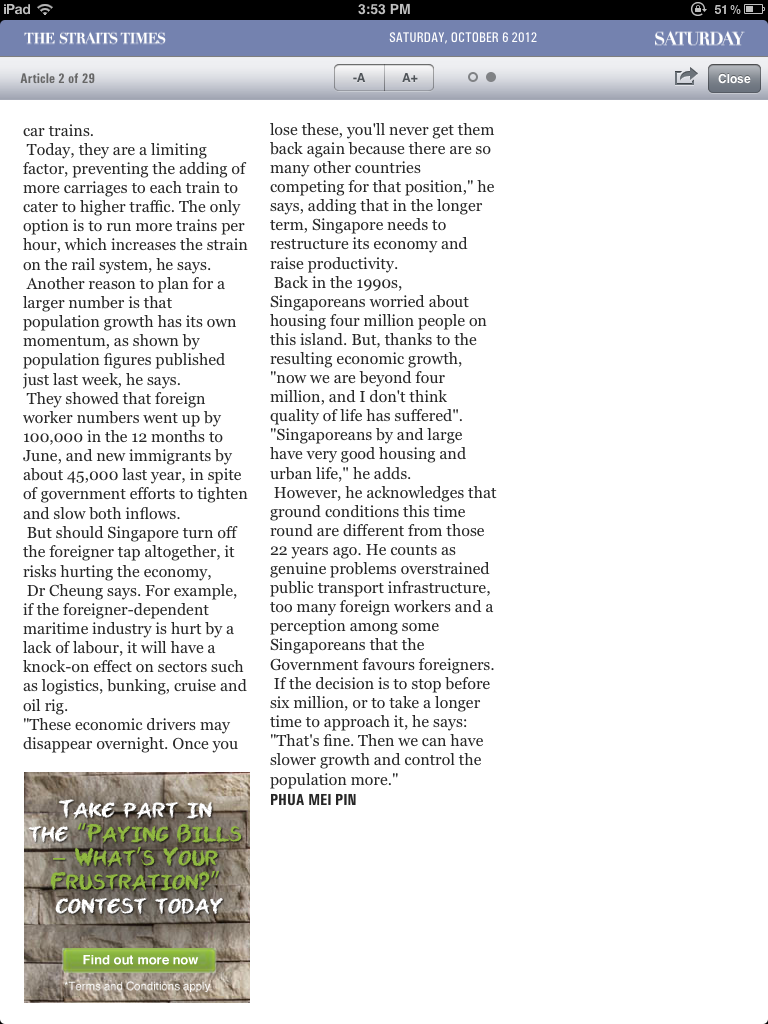 iPad 3:53 PM 51 %
THE STRAITS TIMES SATURDAY, OCTOBER 6 2012 SATURDAY
Article 2 of 29 -A A+ Close
car trains.
Today, they are a limiting
factor, preventing the adding of
more carriages to each train to
cater to higher traffic. The only
option is to run more trains per
hour, which increases the strain
on the rail system, he says.
Another reason to plan for a
larger number is that
population growth has its own
momentum, as shown by
population figures published
just last week, he says.
They showed that foreign
worker numbers went up by
100,000 in the 12 months to
June, and new immigrants by
about 45,000 last year, in spite
of government efforts to tighten
and slow both inflows.
But should Singapore turn off
the foreigner tap altogether, it
risks hurting the economy,
Dr Cheung says. For example,
if the foreigner-dependent
maritime industry is hurt by a
lack of labour, it will have a
knock-on effect on sectors such
as logistics, bunking, cruise and
oil rig.
"These economic drivers may
disappear overnight. Once you
lose these, you'll never get them
back again because there are so
many other countries
competing for that position," he
says, adding that in the longer
term, Singapore needs to
restructure its economy and
raise productivity.
Back in the 1990s,
Singaporeans worried about
housing four million people on
this island. But, thanks to the
resulting economic growth,
"now we are beyond four
million, and I don't think
quality of life has suffered".
"Singaporeans by and large
have very good housing and
urban life," he adds.
However, he acknowledges that
ground conditions this time
round are different from those
22 years ago. He counts as
genuine problems overstrained
public transport infrastructure,
too many foreign workers and a
perception among some
Singaporeans that the
Government favours foreigners.
If the decision is to stop before
six million, or to take a longer
time to approach it, he says:
"That's fine. Then we can have
slower growth and control the
population more."
PHUA MEI PIN
TAKE PART IN
THE "PAYING BILLS
– WHAT'S YOUR
FRUSTRATION?"
CONTEST TODAY
Find out more now
*Terms and Conditions apply